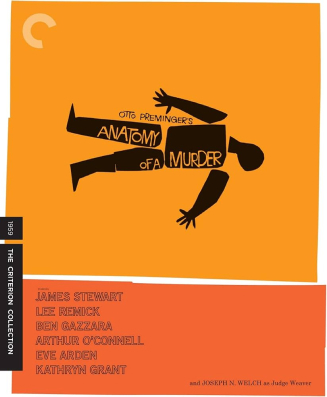 OTTO PREMINGER'S
ANATOMY
OF A MURDER
1959
THE CRITERION COLLECTION
JAMES STEWART
LEE REMICK
BEN GAZZARA
ARTHUR O'CONNELL
EVE ARDEN
KATHRYN GRANT
and JOSEPH N. WELCH as Judge Weaver